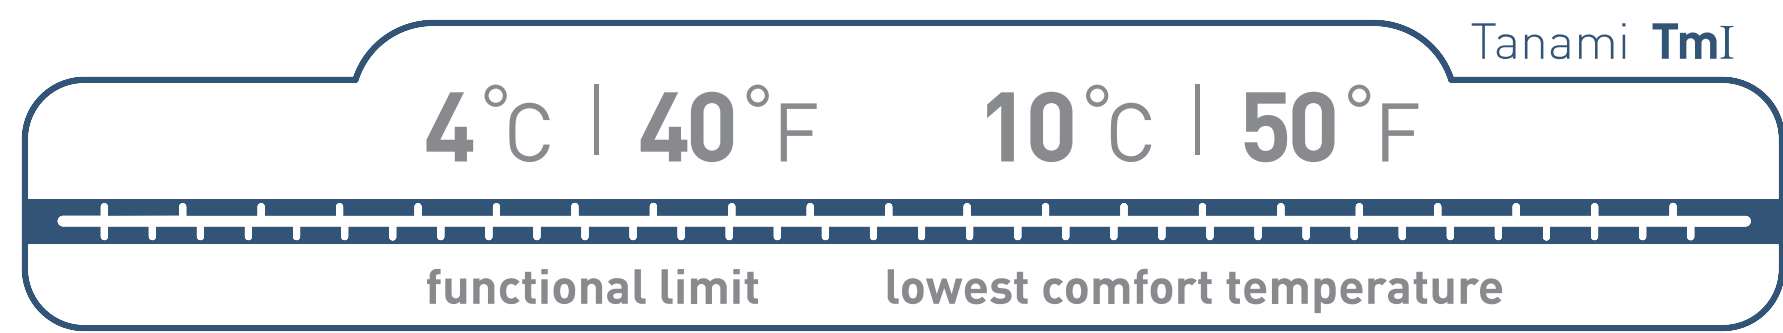 Tanami TmI
4°C | 40°F 10°C | 50°F
functional limit lowest comfort temperature